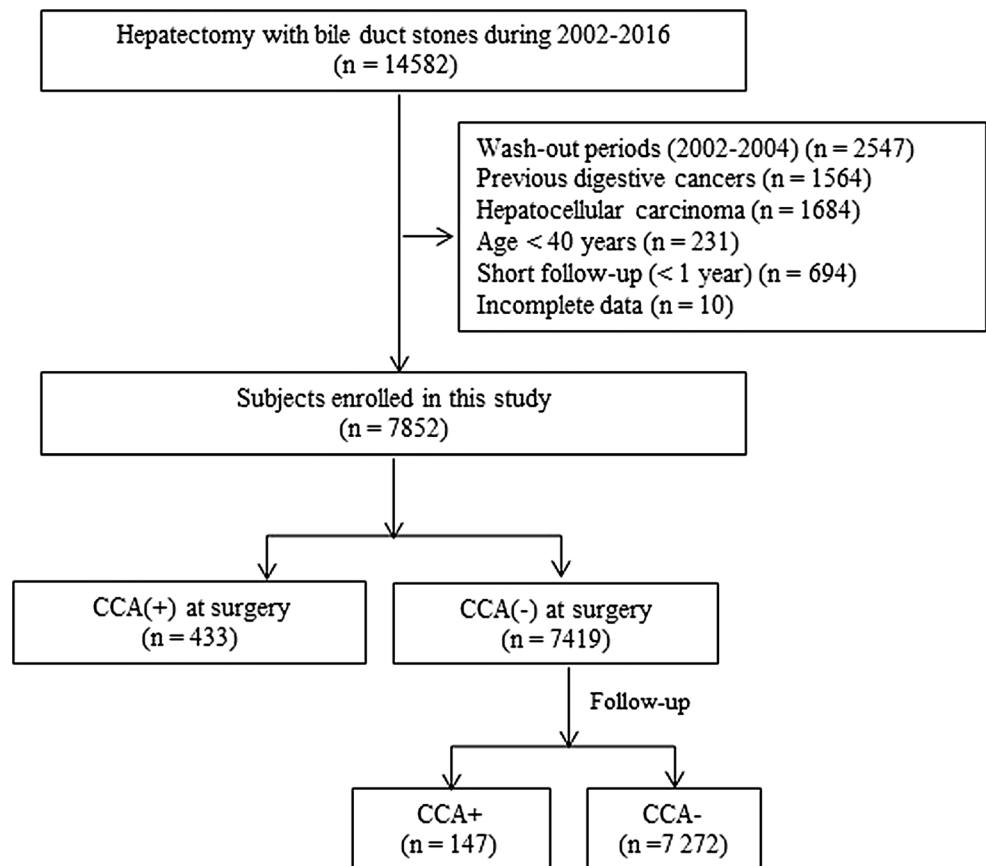 Hepatectomy with bile duct stones during 2002-2016
(n = 14582)
Wash-out periods (2002-2004) (n = 2547)
Previous digestive cancers (n = 1564)
Hepatocellular carcinoma (n = 1684)
Age < 40 years (n = 231)
Short follow-up (< 1 year) (n = 694)
Incomplete data (n = 10)
Subjects enrolled in this study
(n = 7852)
CCA(+) at surgery
(n = 433)
CCA(-) at surgery
(n = 7419)
Follow-up
CCA+
(n = 147)
CCA-
(n =7 272)